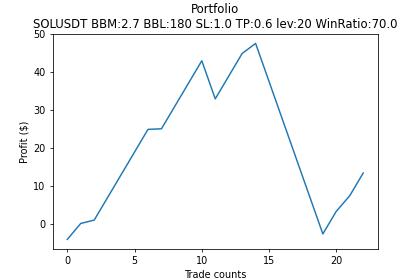 Portfolio
SOLUSDT BBM:2.7 BBL:180 SL:1.0 TP:0.6 lev:20 WinRatio:70.0
50
40
30
20
10
0
Profit ($)
0
5
10
15
20
Trade counts